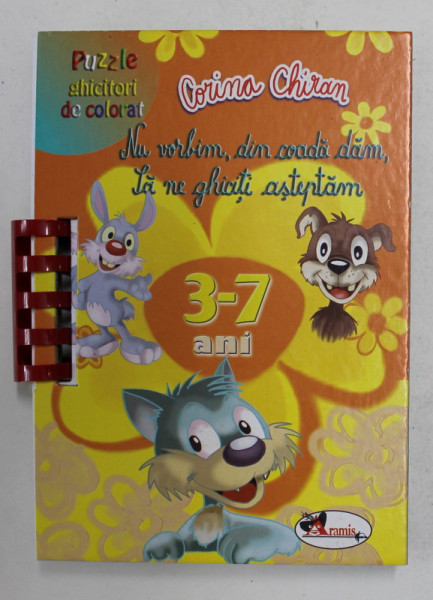 Puzzle
ghicitori
de colorat
Corina Chiran
Nu vorbim, din coadă dăm,
Să ne ghiciți așteptăm
3-7
ani
Aramis